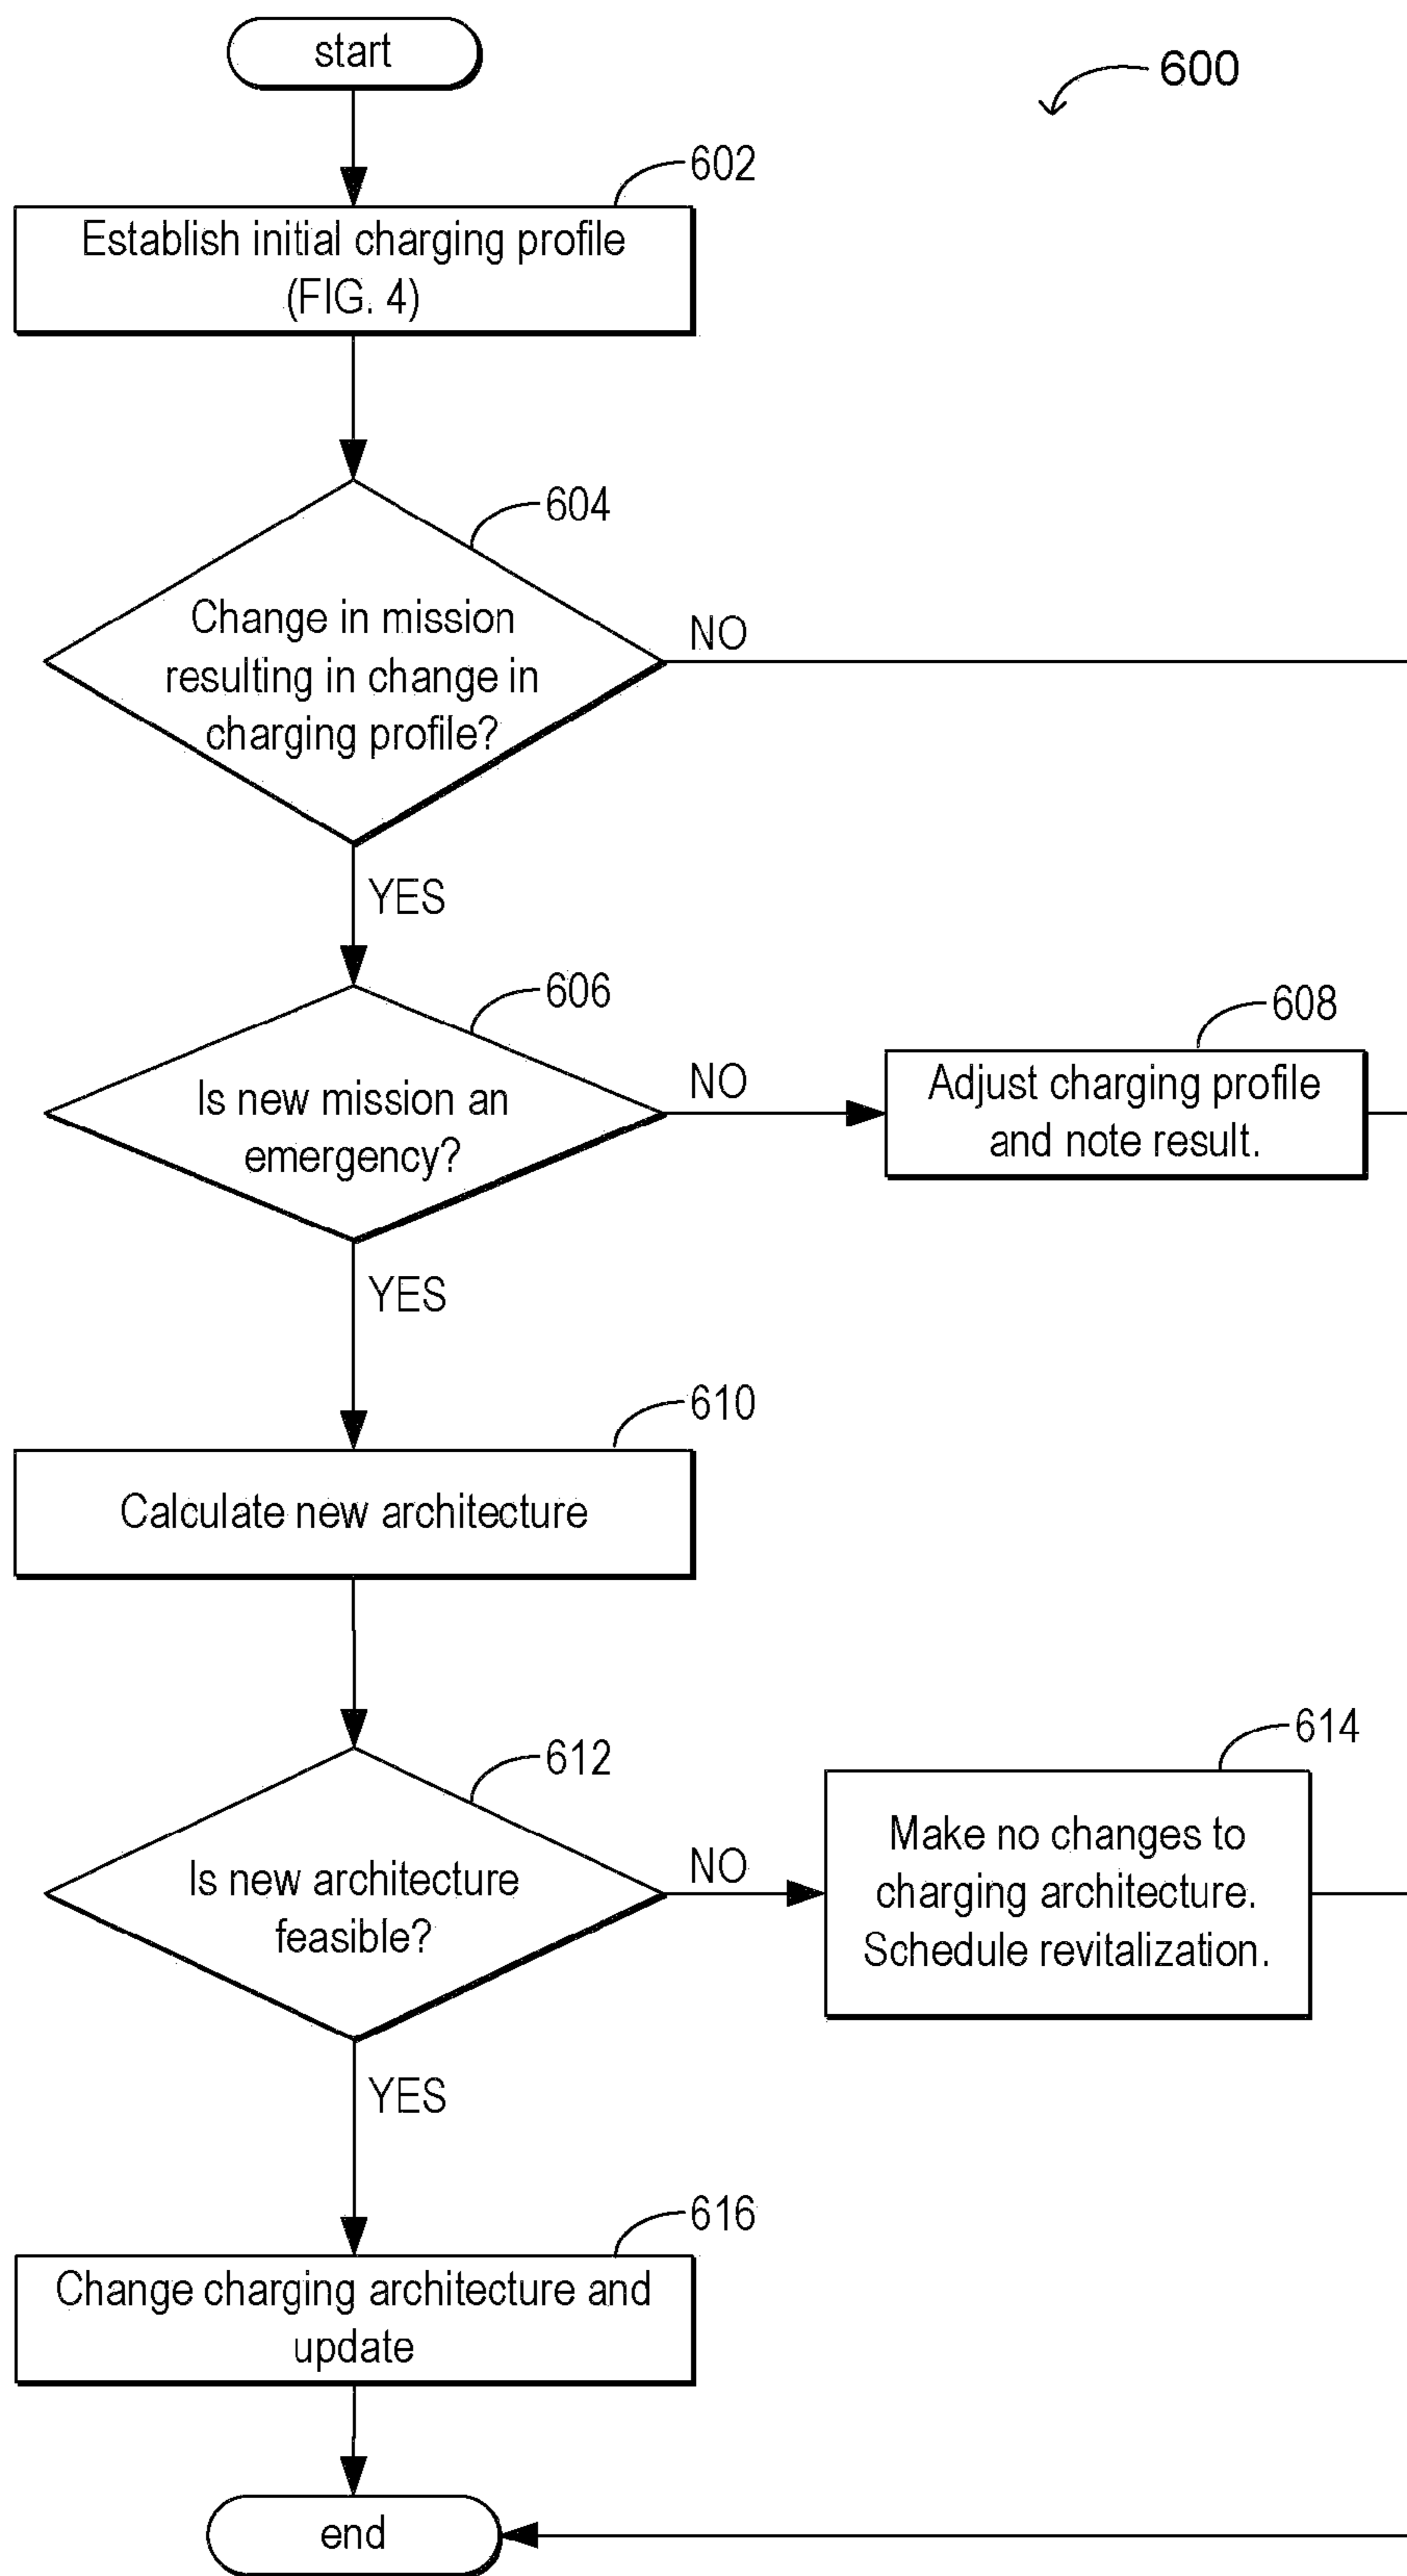 start
600
602
Establish initial charging profile
(FIG. 4)
604
Change in mission
resulting in change in
charging profile?
NO
YES
606
Is new mission an
emergency?
NO
608
Adjust charging profile
and note result.
YES
610
Calculate new architecture
612
Is new architecture
feasible?
NO
614
Make no changes to
charging architecture.
Schedule revitalization.
YES
616
Change charging architecture and
update
end